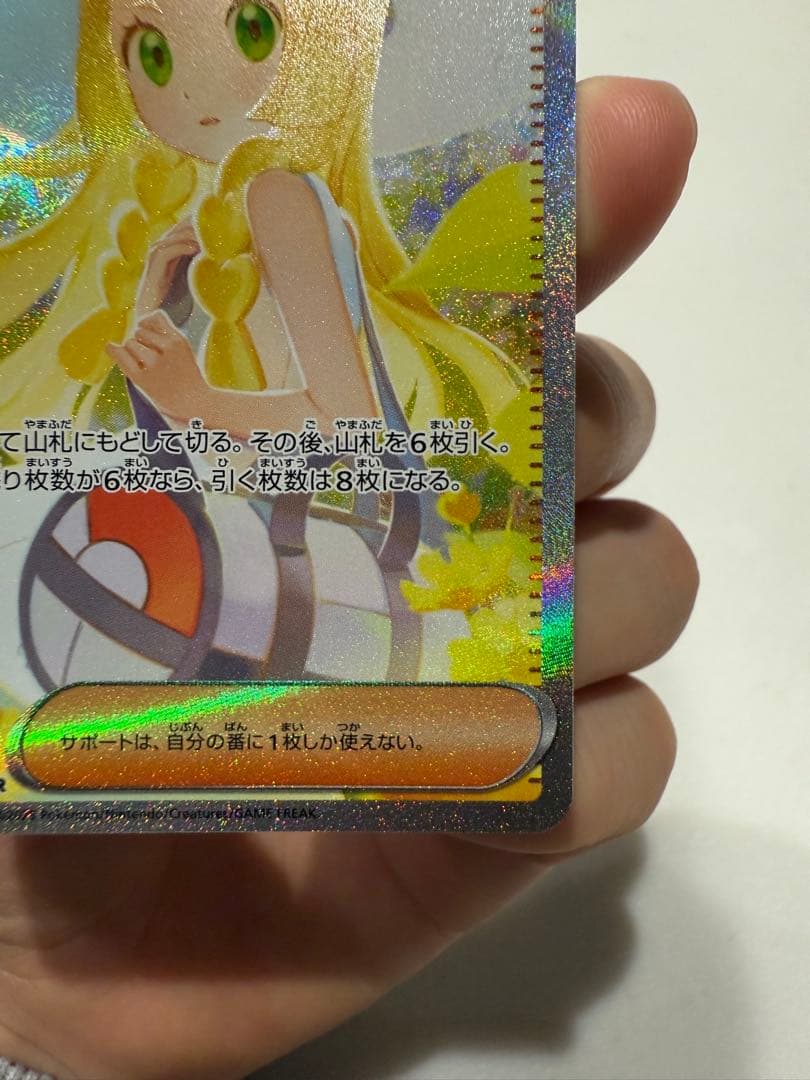 て山札にもどして切る。その後、山札を6枚引く。
り枚数が6枚なら、引く枚数は8枚になる。
サポートは、自分の番に1枚しか使えない。
R
Pokémon/Nintendo/Creatures/GAME FREAK